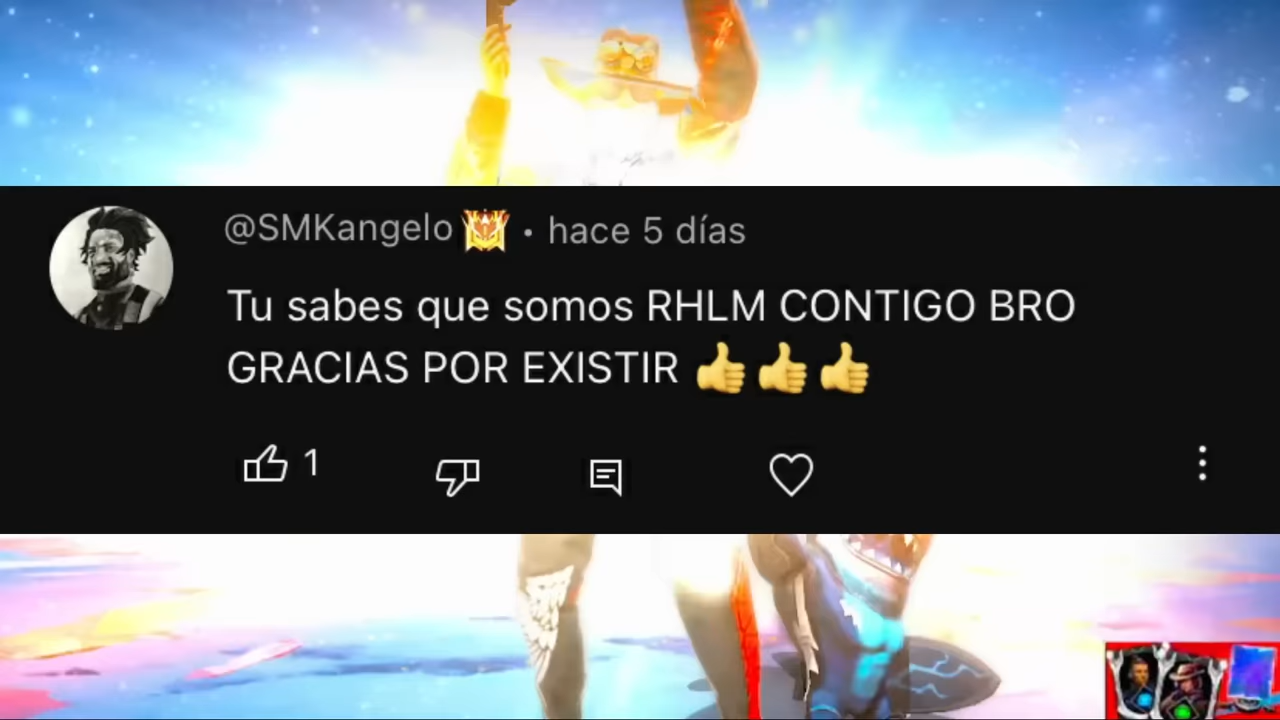 @SMKangelo • hace 5 días
Tu sabes que somos RHLM CONTIGO BRO
GRACIAS POR EXISTIR 👍👍👍
1